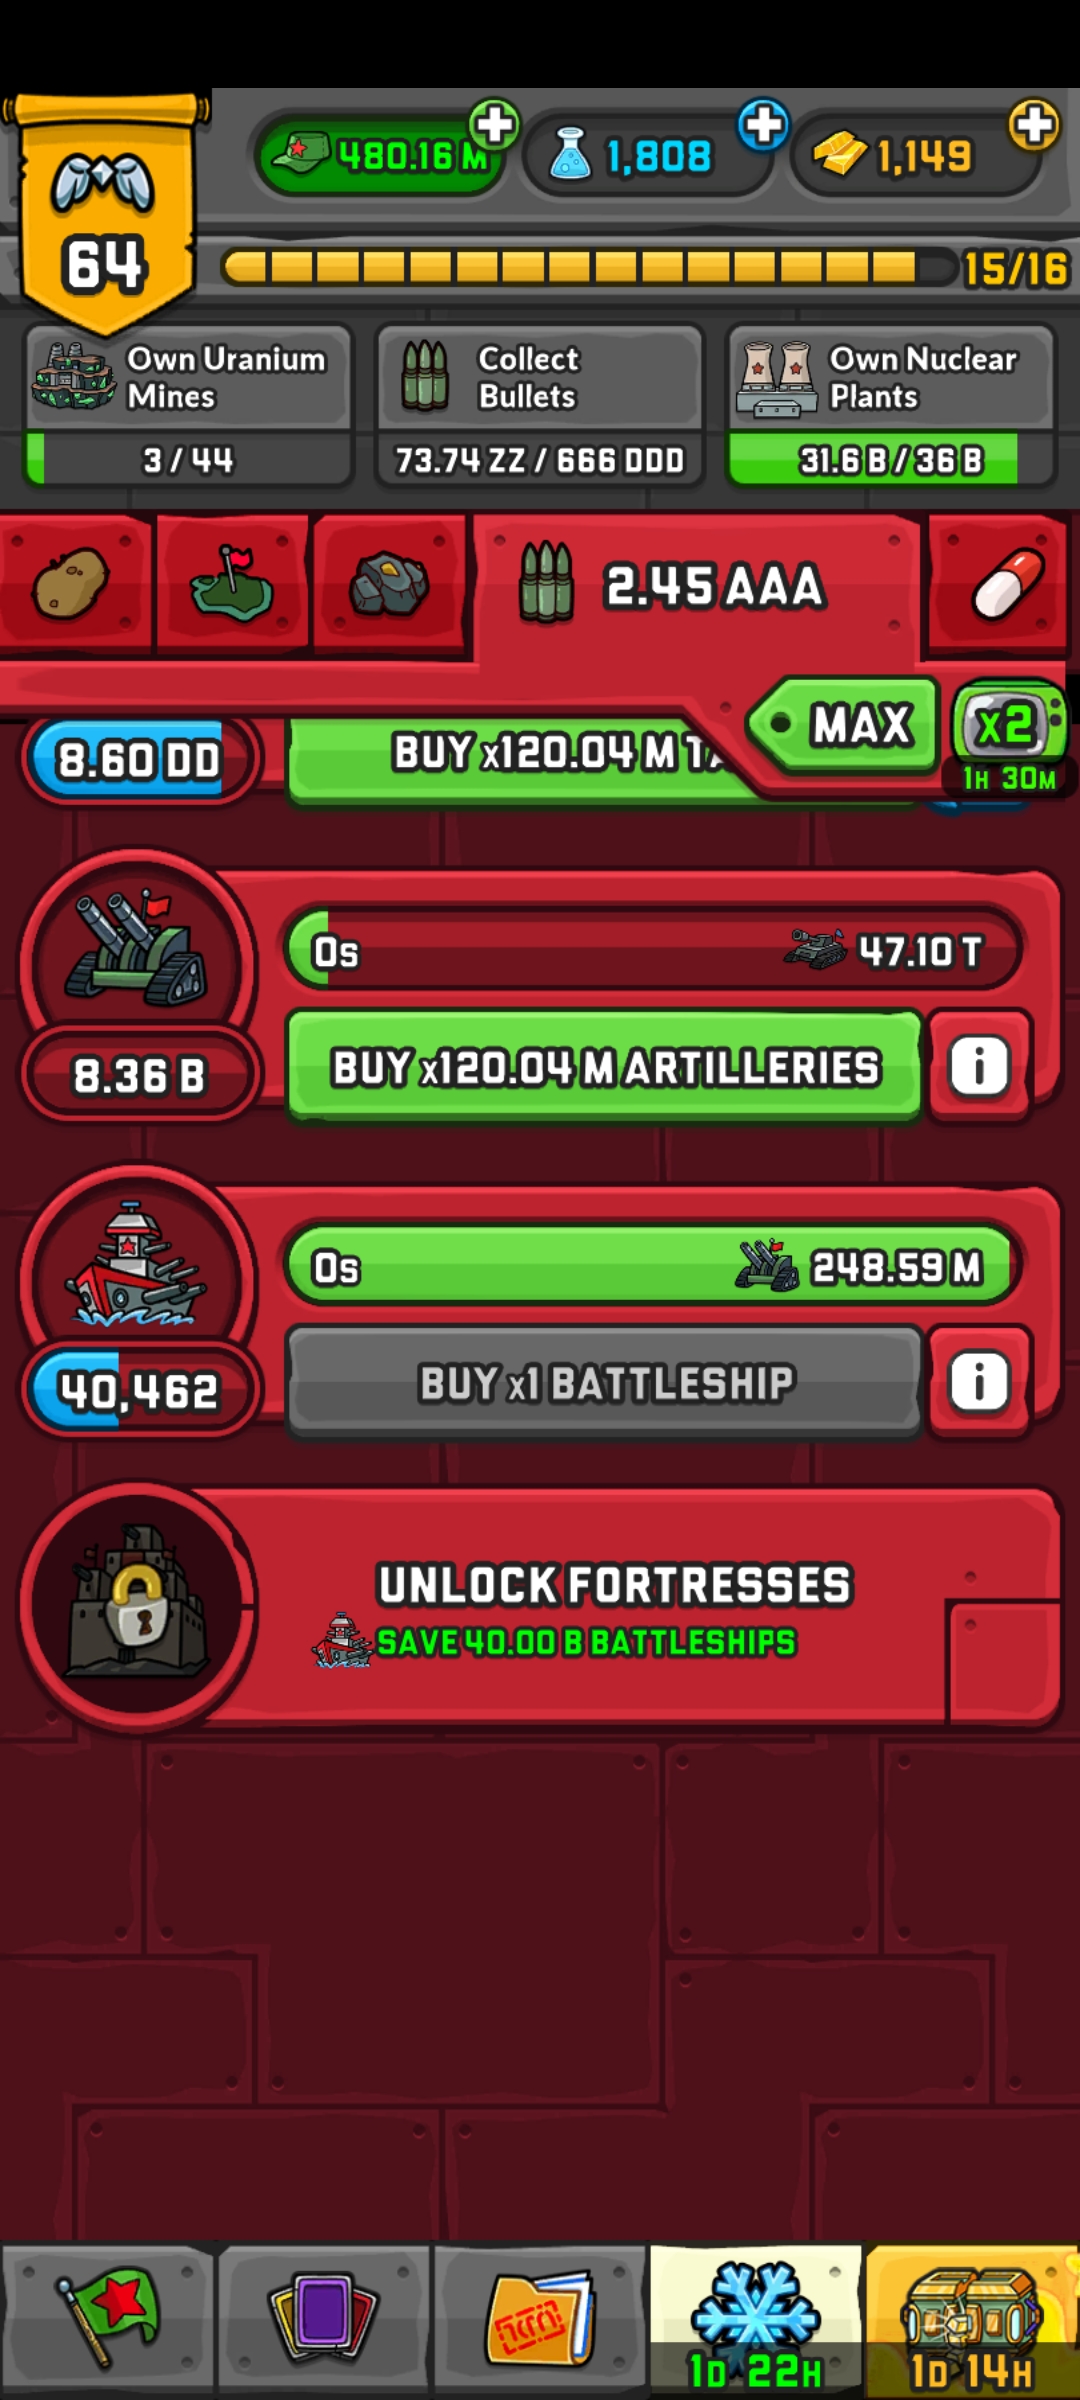 480.16 M
1,808
1,149
64
15/16
Own Uranium
Mines
3 / 44
Collect
Bullets
73.74 ZZ / 666 DDD
Own Nuclear
Plants
31.6 B / 36 B
2.45 AAA
MAX
x2
1H 30M
8.60 DD
BUY x120.04 M
0s
47.10 T
8.36 B
BUY x120.04 M ARTILLERIES
i
0s
248.59 M
40,462
BUY x1 BATTLESHIP
i
UNLOCK FORTRESSES
SAVE 40.00 B BATTLESHIPS
1D 22H
1D 14H